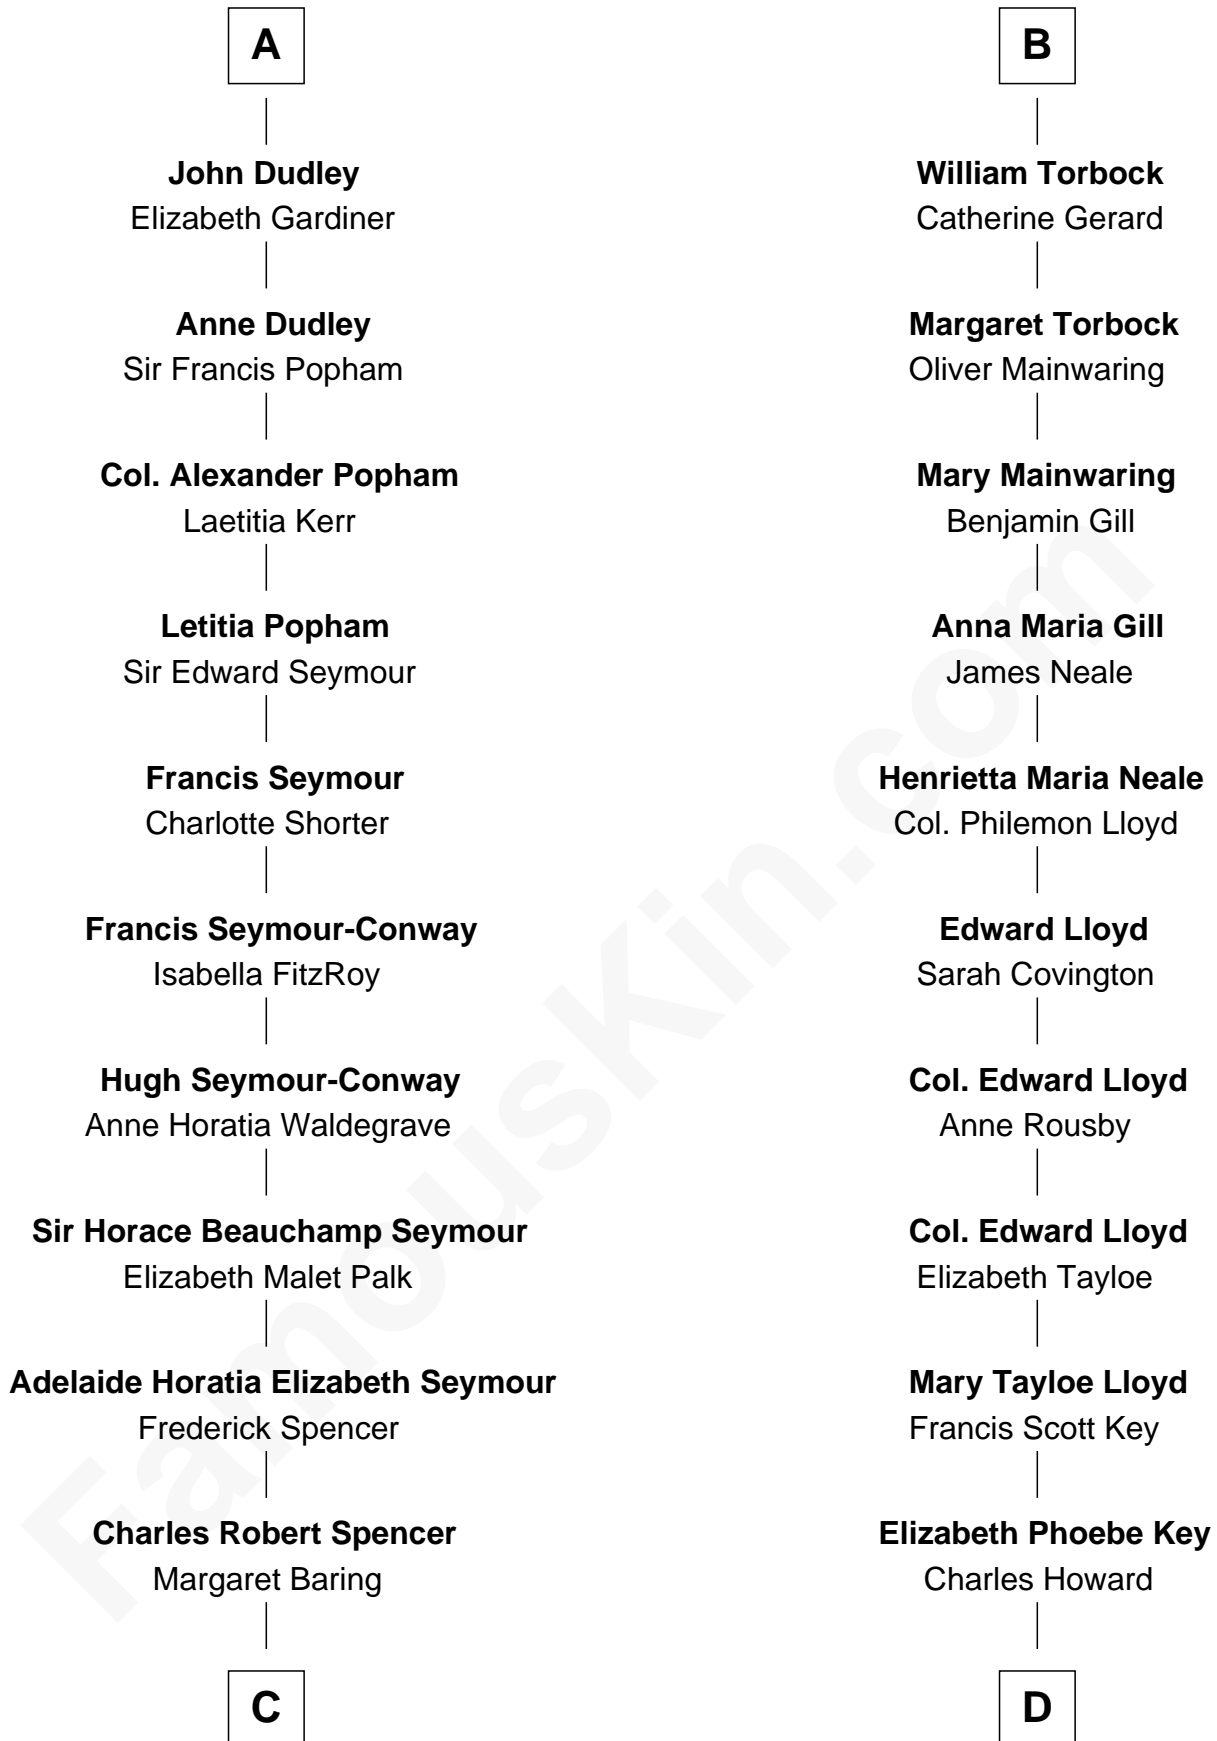 A
John Dudley
Elizabeth Gardiner
Anne Dudley
Sir Francis Popham
Col. Alexander Popham
Laetitia Kerr
Letitia Popham
Sir Edward Seymour
Francis Seymour
Charlotte Shorter
Francis Seymour-Conway
Isabella FitzRoy
Hugh Seymour-Conway
Anne Horatia Waldegrave
Sir Horace Beauchamp Seymour
Elizabeth Malet Palk
Adelaide Horatia Elizabeth Seymour
Frederick Spencer
Charles Robert Spencer
Margaret Baring
C
B
William Torbock
Catherine Gerard
Margaret Torbock
Oliver Mainwaring
Mary Mainwaring
Benjamin Gill
Anna Maria Gill
James Neale
Henrietta Maria Neale
Col. Philemon Lloyd
Edward Lloyd
Sarah Covington
Col. Edward Lloyd
Anne Rousby
Col. Edward Lloyd
Elizabeth Tayloe
Mary Tayloe Lloyd
Francis Scott Key
Elizabeth Phoebe Key
Charles Howard
D
FamousKin.com